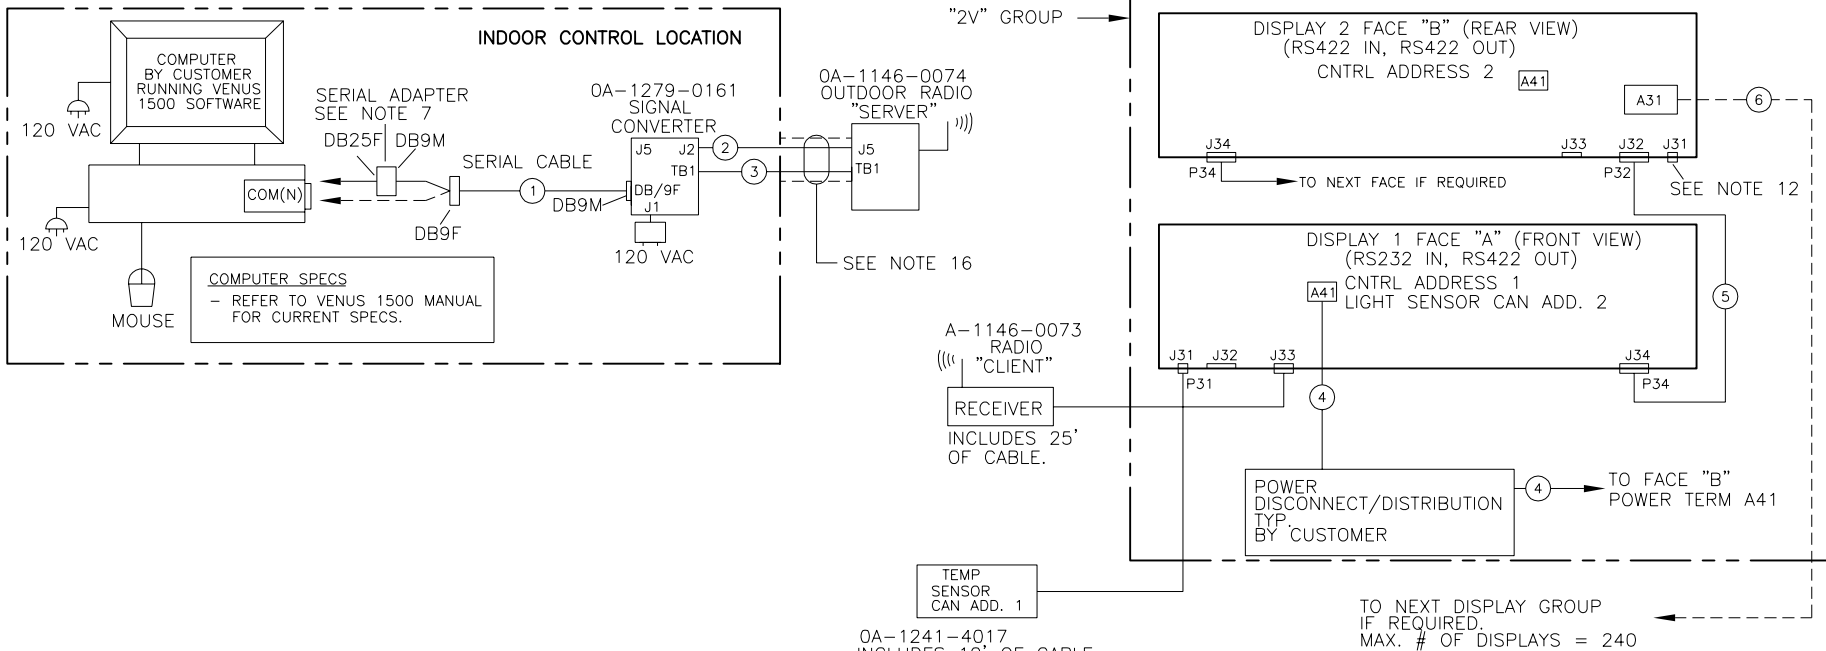 INDOOR CONTROL LOCATION
COMPUTER
BY CUSTOMER
RUNNING VENUS
1500 SOFTWARE
120 VAC
SERIAL ADAPTER
SEE NOTE 7
DB25F
DB9M
SERIAL CABLE
COM(N)
120 VAC
DB9F
1
MOUSE
COMPUTER SPECS
- REFER TO VENUS 1500 MANUAL
FOR CURRENT SPECS.
0A-1279-0161
SIGNAL
CONVERTER
J5
J2
TB1
DB/9F
J1
DB9M
120 VAC
2
3
0A-1146-0074
OUTDOOR RADIO
"SERVER"
J5
TB1
SEE NOTE 16
"2V" GROUP
DISPLAY 2 FACE "B" (REAR VIEW)
(RS422 IN, RS422 OUT)
CNTRL ADDRESS 2
A41
A31
6
J34
J33
J32
J31
P34
TO NEXT FACE IF REQUIRED
P32
SEE NOTE 12
DISPLAY 1 FACE "A" (FRONT VIEW)
(RS232 IN, RS422 OUT)
CNTRL ADDRESS 1
A41
LIGHT SENSOR CAN ADD. 2
5
J31
J32
J33
J34
P31
P34
A-1146-0073
RADIO
"CLIENT"
RECEIVER
INCLUDES 25'
OF CABLE.
4
POWER
DISCONNECT/DISTRIBUTION
TYP.
BY CUSTOMER
4
TO FACE "B"
POWER TERM A41
TEMP
SENSOR
CAN ADD. 1
0A-1241-4017
TO NEXT DISPLAY GROUP
IF REQUIRED.
MAX. # OF DISPLAYS = 240